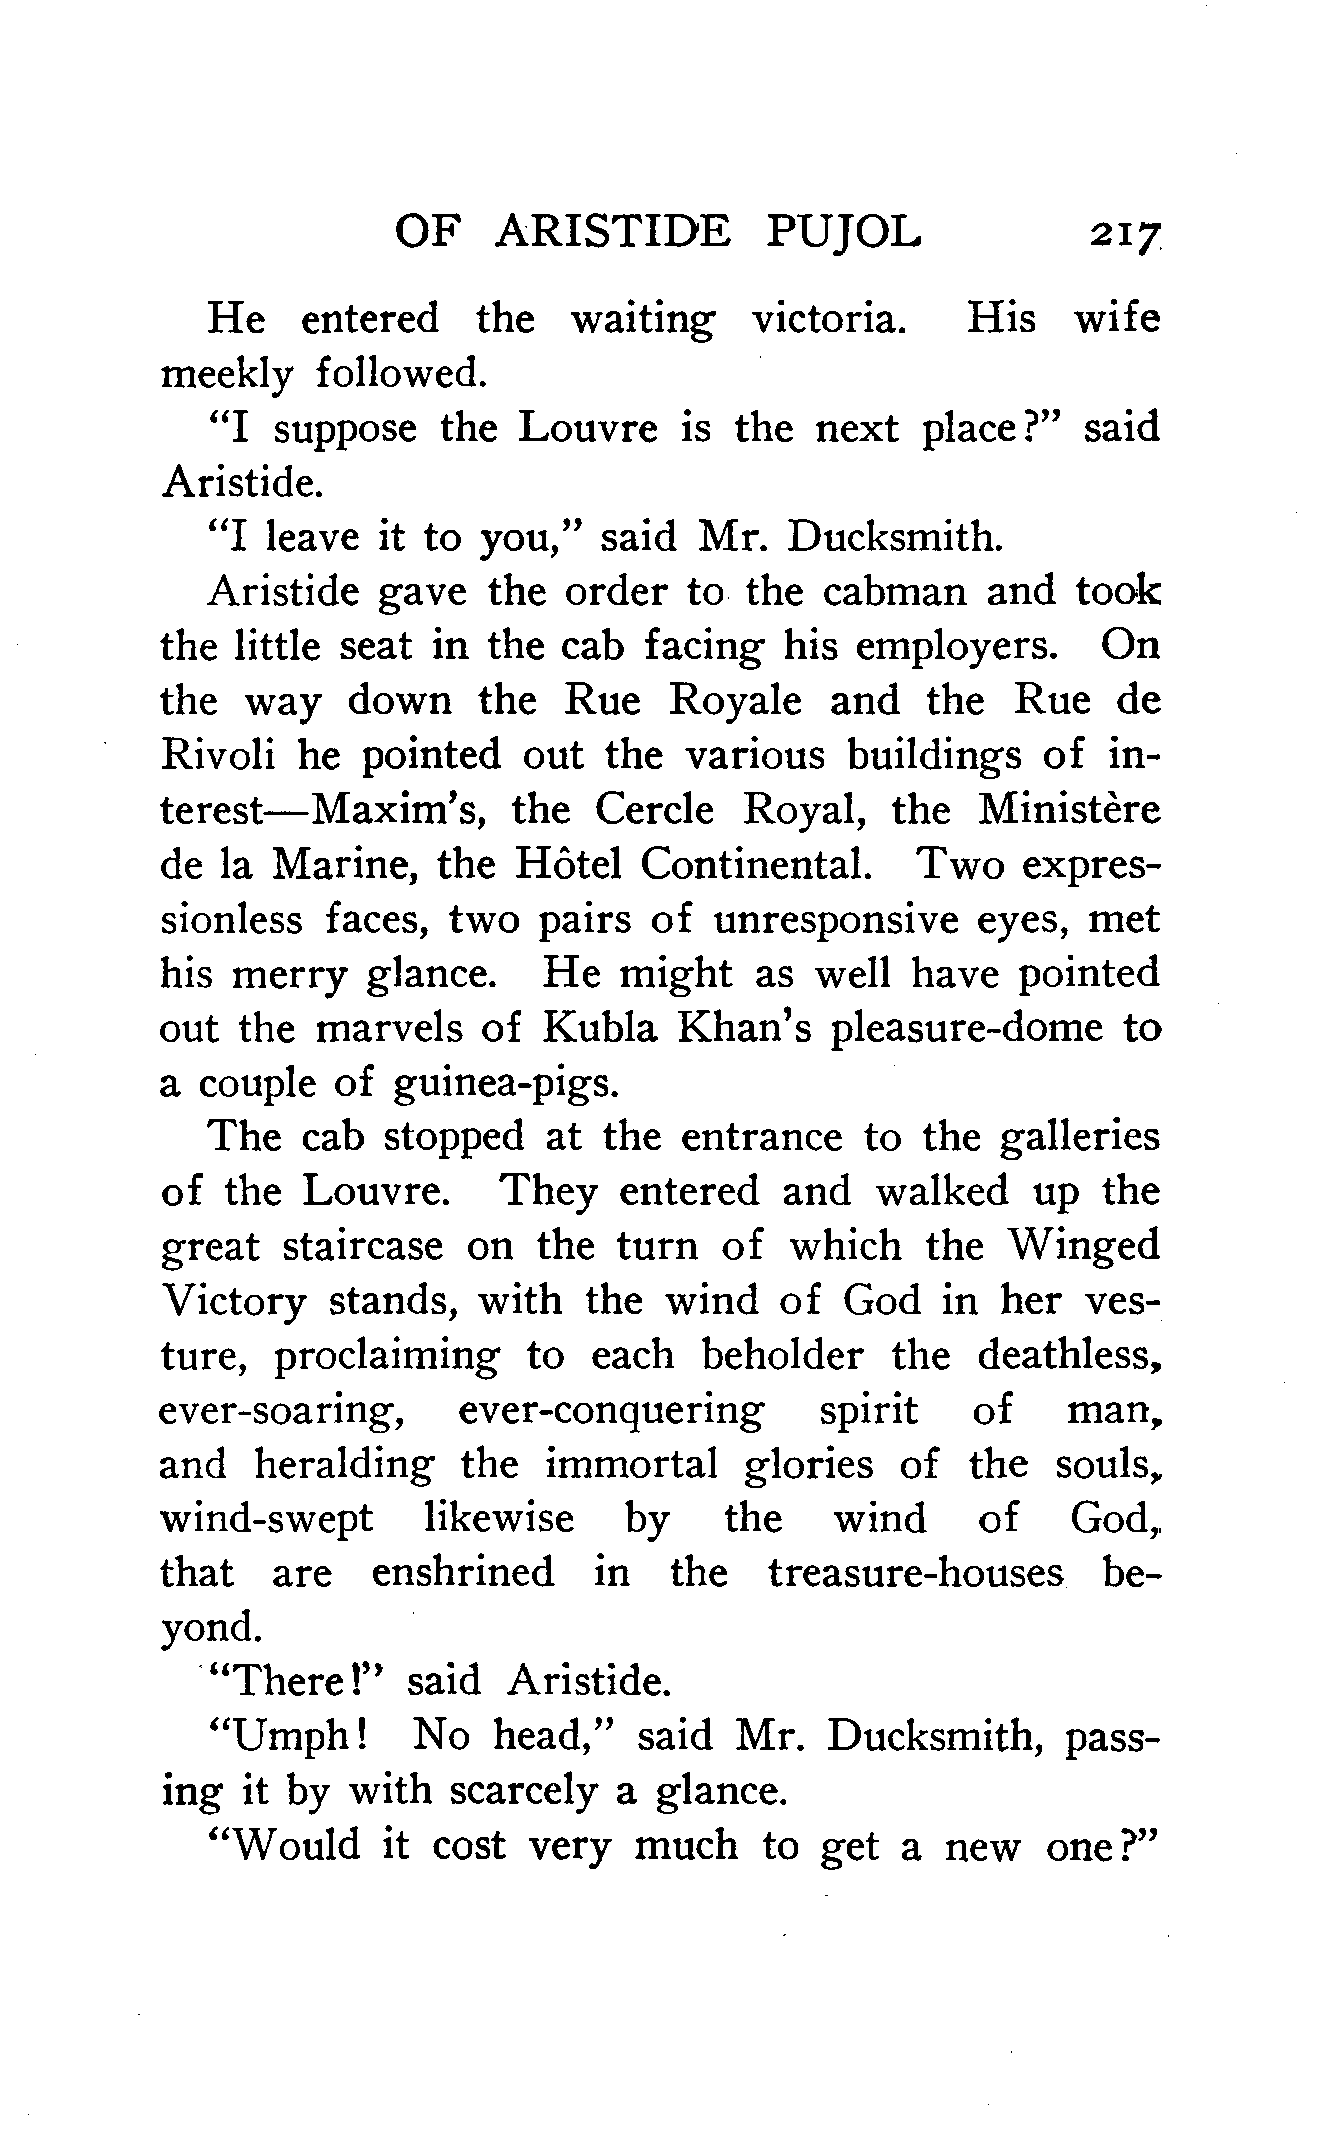 OF ARISTIDE PUJOL 217
He entered the waiting victoria. His wife
meekly followed.
"I suppose the Louvre is the next place?" said
Aristide.
"I leave it to you," said Mr. Ducksmith.
Aristide gave the order to the cabman and took
the little seat in the cab facing his employers. On
the way down the Rue Royale and the Rue de
Rivoli he pointed out the various buildings of in-
terest—Maxim's, the Cercle Royal, the Ministère
de la Marine, the Hôtel Continental. Two expres-
sionless faces, two pairs of unresponsive eyes, met
his merry glance. He might as well have pointed
out the marvels of Kubla Khan's pleasure-dome to
a couple of guinea-pigs.
The cab stopped at the entrance to the galleries
of the Louvre. They entered and walked up the
great staircase on the turn of which the Winged
Victory stands, with the wind of God in her ves-
ture, proclaiming to each beholder the deathless,
ever-soaring, ever-conquering spirit of man,
and heralding the immortal glories of the souls,
wind-swept likewise by the wind of God,
that are enshrined in the treasure-houses be-
yond.
"There!" said Aristide.
"Umph! No head," said Mr. Ducksmith, pass-
ing it by with scarcely a glance.
"Would it cost very much to get a new one?"